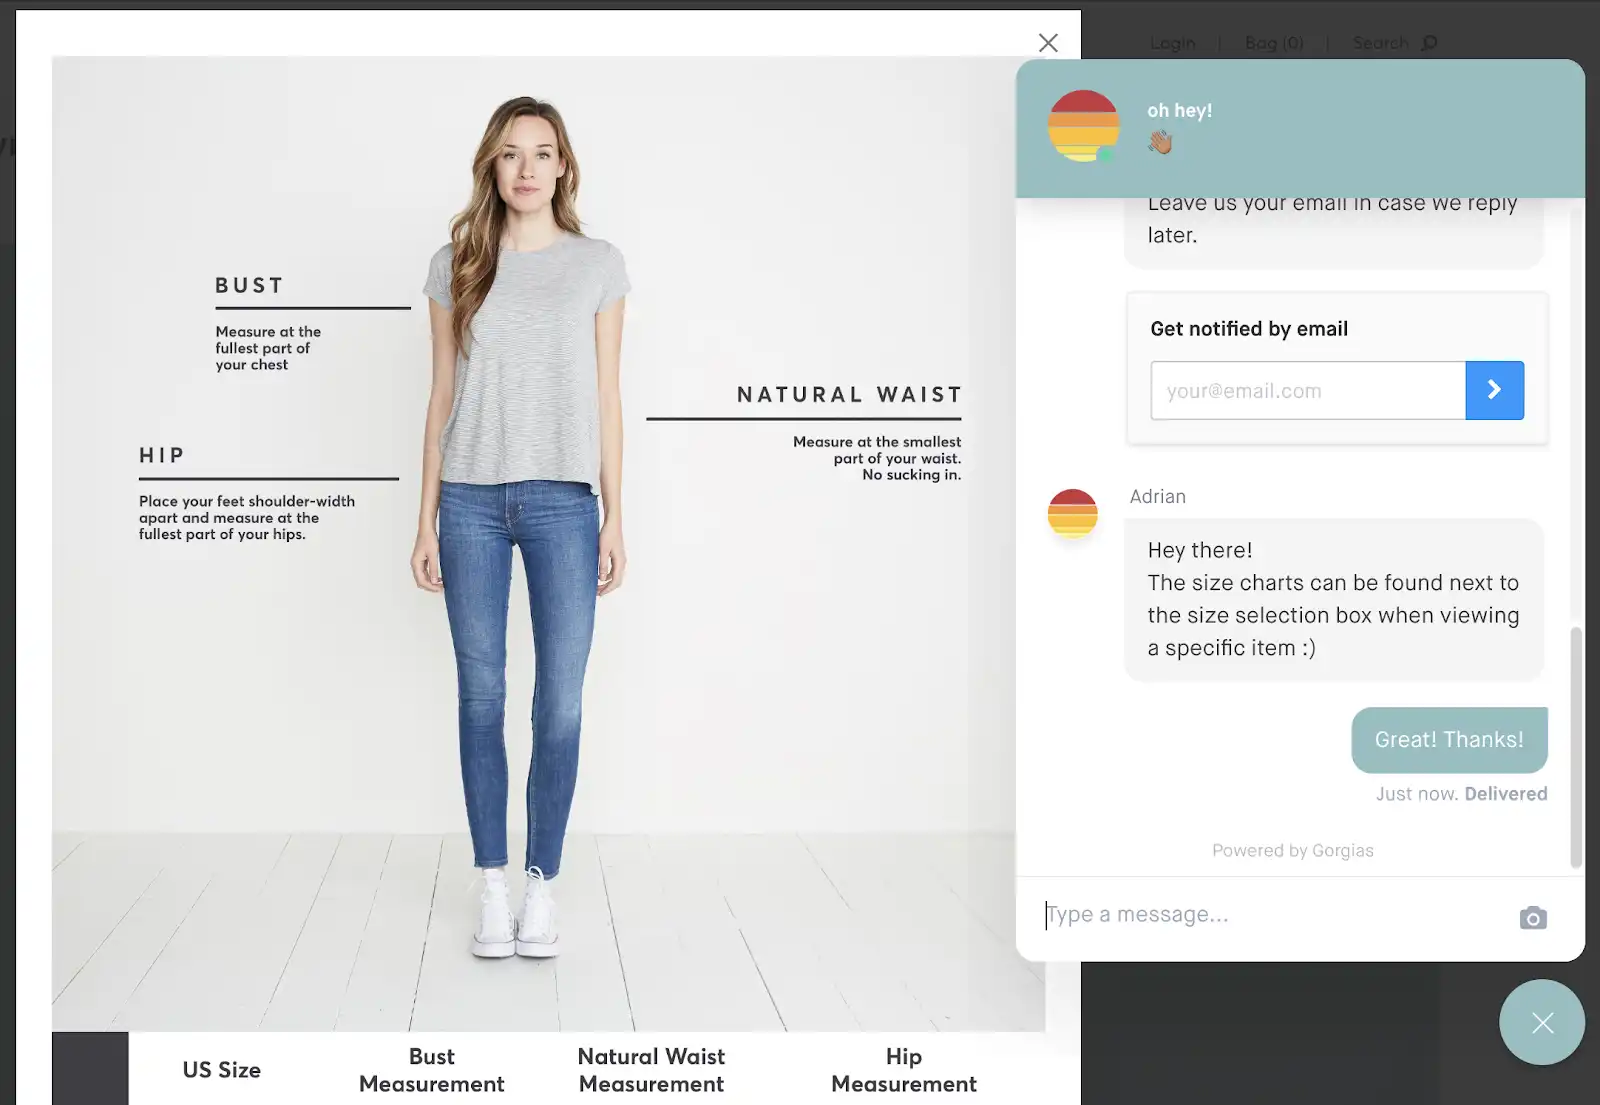 Login | Bag (0) | Search
oh hey!
Leave us your email in case we reply
later.
Get notified by email
your@email.com
Adrian
Hey there!
The size charts can be found next to
the size selection box when viewing
a specific item :)
Great! Thanks!
Just now. Delivered
Powered by Gorgias
Type a message...
BUST
Measure at the
fullest part of
your chest
NATURAL WAIST
Measure at the smallest
part of your waist.
No sucking in.
HIP
Place your feet shoulder-width
apart and measure at the
fullest part of your hips.
US Size
Bust
Measurement
Natural Waist
Measurement
Hip
Measurement